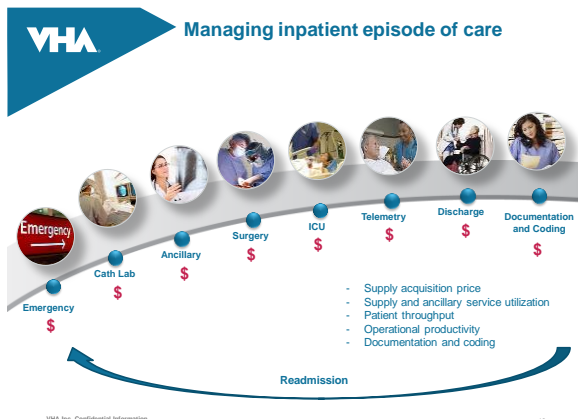 VHA
Managing inpatient episode of care
Emergency
Emergency
$
Cath Lab
$
Ancillary
$
Surgery
$
ICU
$
Telemetry
$
Discharge
$
Documentation
and Coding
$
- Supply acquisition price
- Supply and ancillary service utilization
- Patient throughput
- Operational productivity
- Documentation and coding
Readmission
VHA Inc. Confidential Information